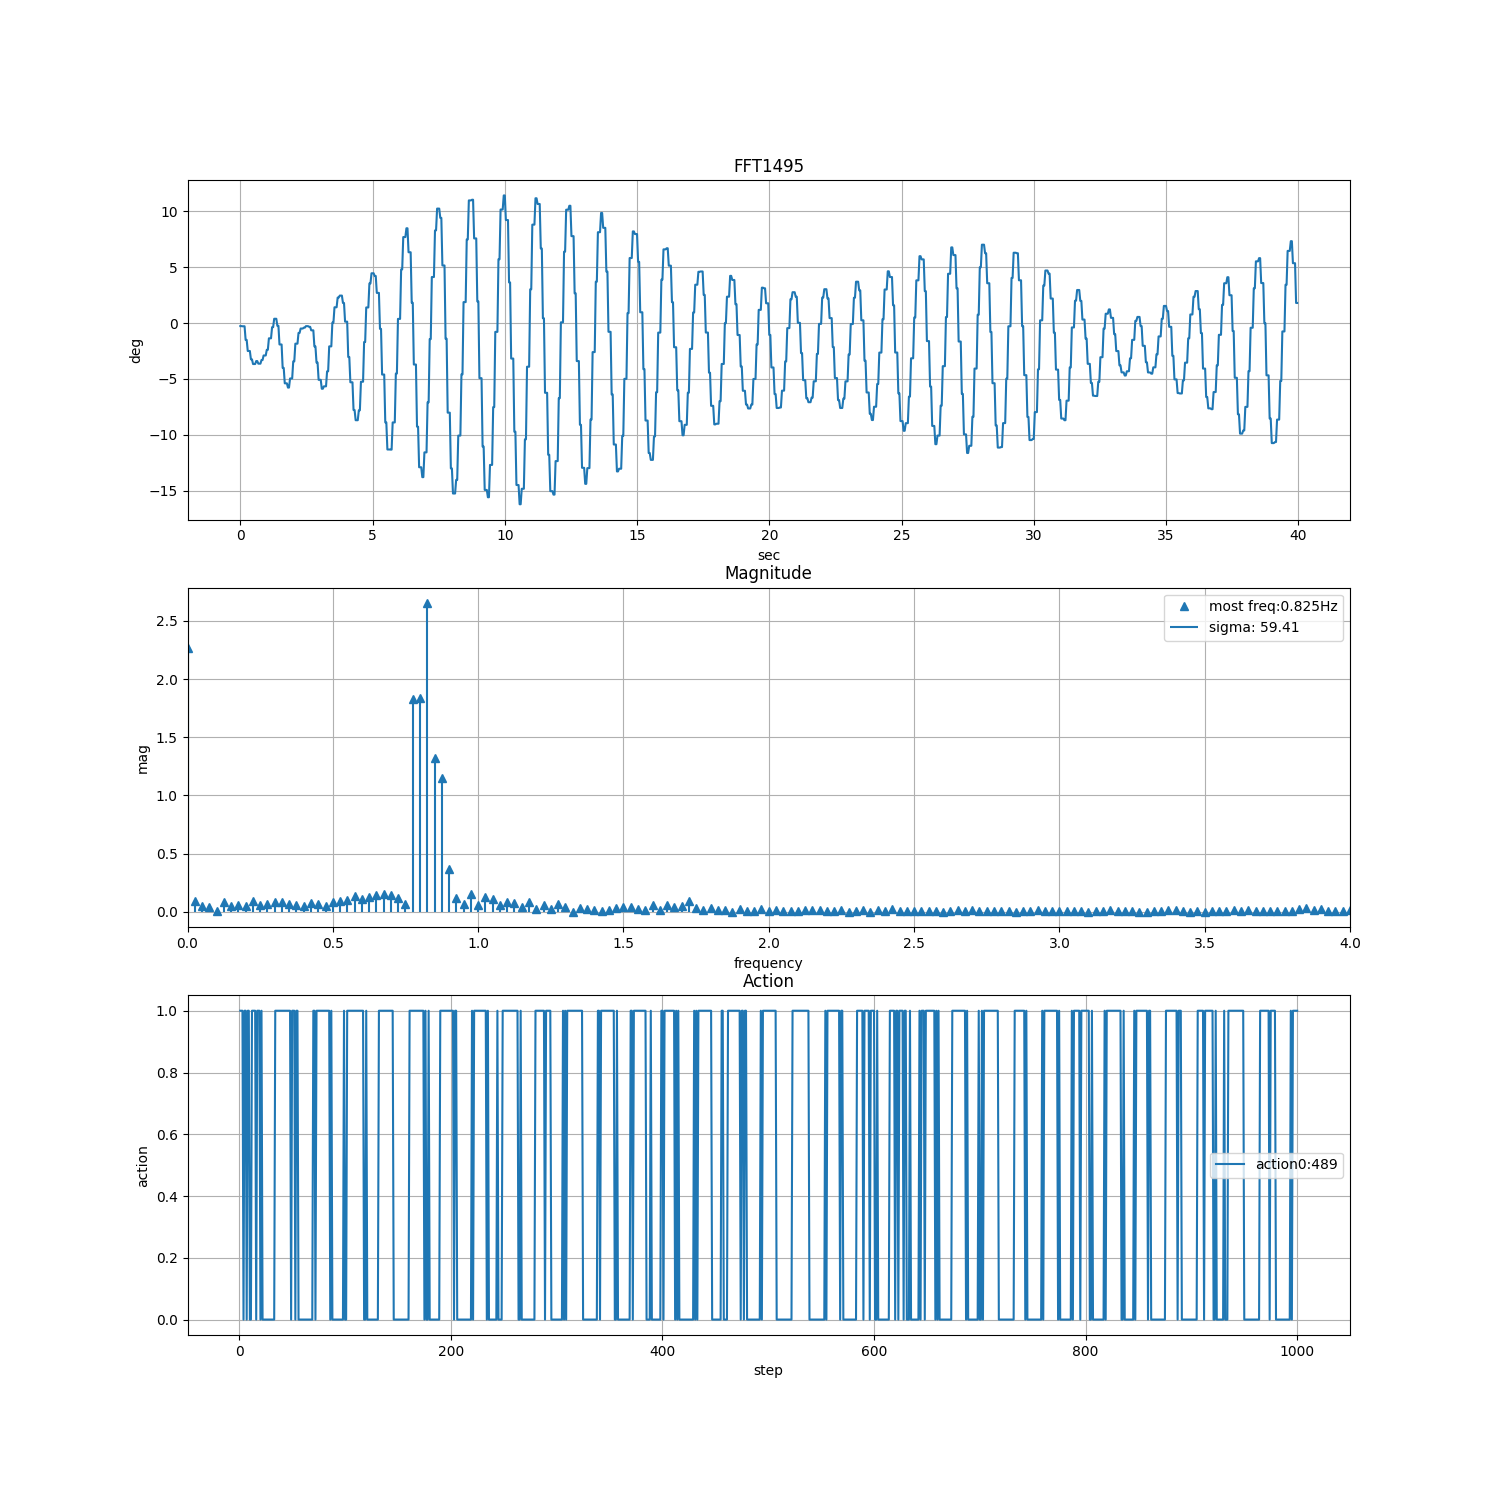 FFT1495
10
5
0
−5
−10
−15
deg
0 5 10 15 20 25 30 35 40
sec
Magnitude
most freq:0.825Hz
sigma: 59.41
2.5
2.0
1.5
1.0
0.5
0.0
mag
0.0 0.5 1.0 1.5 2.0 2.5 3.0 3.5 4.0
frequency
Action
1.0
0.8
0.6
0.4
0.2
0.0
action
action0:489
0 200 400 600 800 1000
step